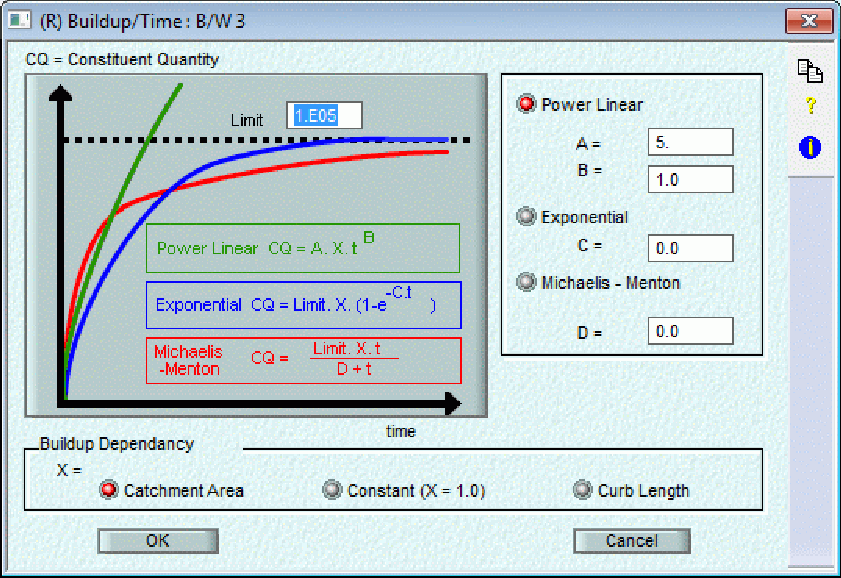 (R) Buildup/Time: B/W 3
CQ = Constituent Quantity
Limit 1.E05
Power Linear CQ = A. X. t^B
Exponential CQ = Limit. X. (1-e^-C.t )
Michaelis
-Menton CQ = Limit. X. t / D + t
time
Power Linear
A = 5.
B = 1.0
Exponential
C = 0.0
Michaelis - Menton
D = 0.0
?
i
Buildup Dependancy
X =
Catchment Area Constant (X = 1.0) Curb Length
OK Cancel